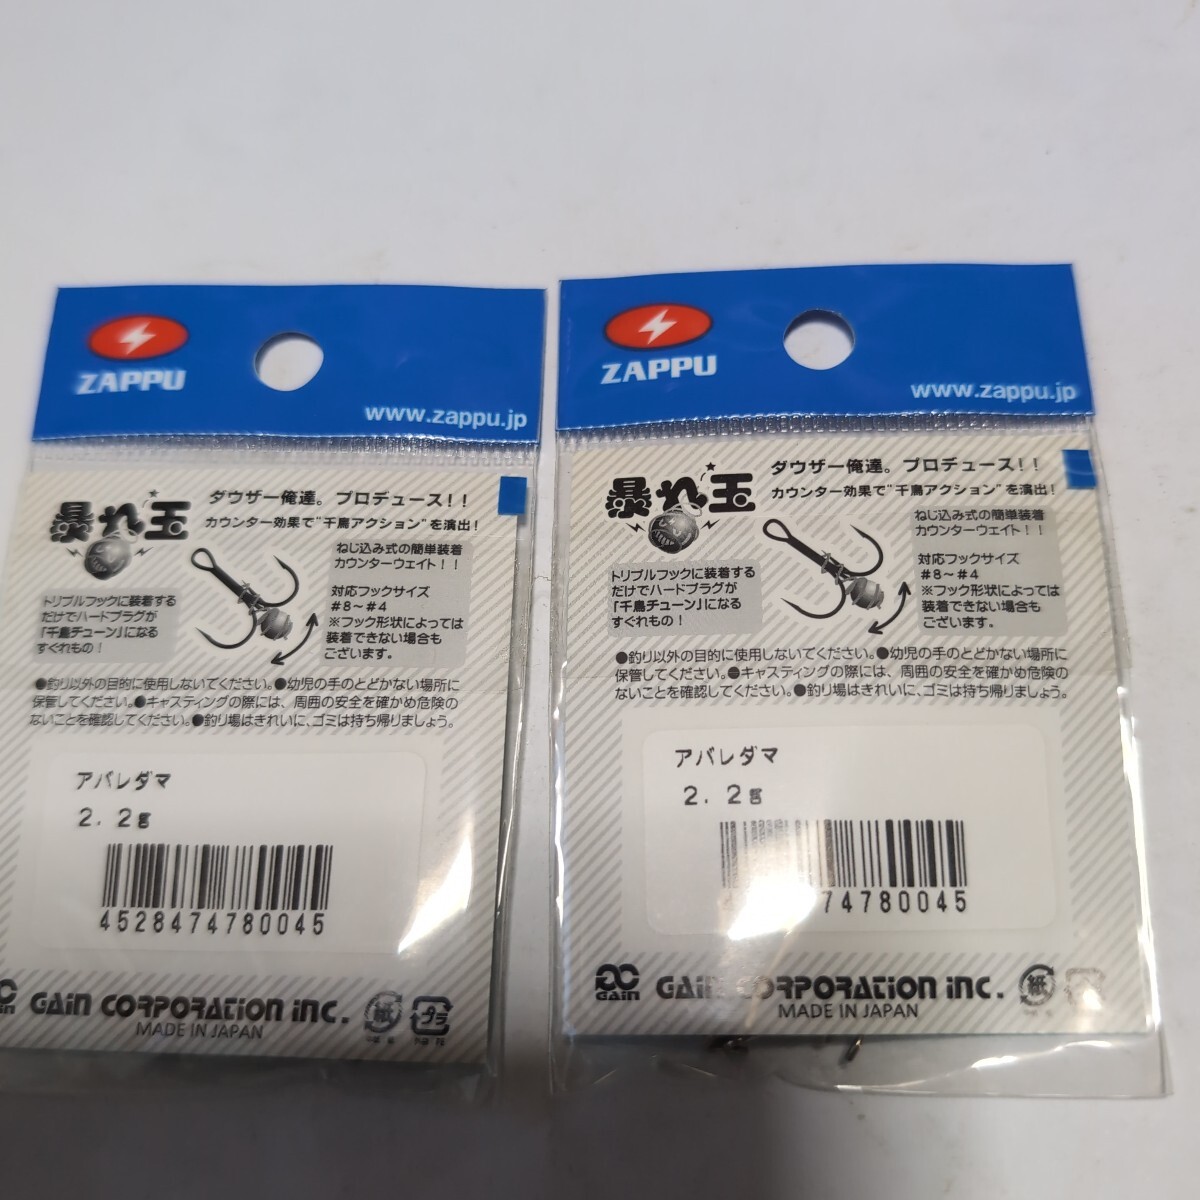 ZAPPU
www.zappu.jp
暴れ玉
ダウザー俺達。プロデュース!!
カウンター効果で"千鳥アクション"を演出!
ねじ込み式の簡単装着
カウンターウェイト!!
トリプルフックに装着する
だけでハードプラグが
「千鳥チューン」になる
すぐれもの!
対応フックサイズ
#8~#4
※フック形状によっては
装着できない場合も
ございます。
●釣り以外の目的に使用しないでください。●幼児の手のとどかない場所に
保管してください。●キャスティングの際には、周囲の安全を確かめ危険の
ないことを確認してください。●釣り場はきれいに、ゴミは持ち帰りましょう。
アバレダマ
2.2g
4528474780045
GAIN CORPORATION INC.
MADE IN JAPAN
紙
プラ
ZAPPU
www.zappu.jp
暴れ玉
ダウザー俺達。プロデュース!!
カウンター効果で"千鳥アクション"を演出!
ねじ込み式の簡単装着
カウンターウェイト!!
トリプルフックに装着する
だけでハードプラグが
「千鳥チューン」になる
すぐれもの!
対応フックサイズ
#8~#4
※フック形状によっては
装着できない場合も
ございます。
●釣り以外の目的に使用しないでください。●幼児の手のとどかない場所に
保管してください。●キャスティングの際には、周囲の安全を確かめ危険の
ないことを確認してください。●釣り場はきれいに、ゴミは持ち帰りましょう。
アバレダマ
2.2g
74780045
GAIN
GAIN CORPORATION INC.
MADE IN JAPAN
紙